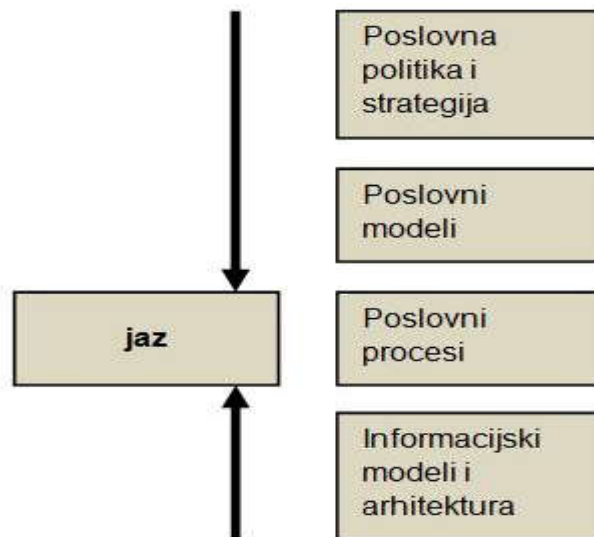 Poslovna
politika i
strategija
Poslovni
modeli
jaz
Poslovni
procesi
Informacijski
modeli i
arhitektura